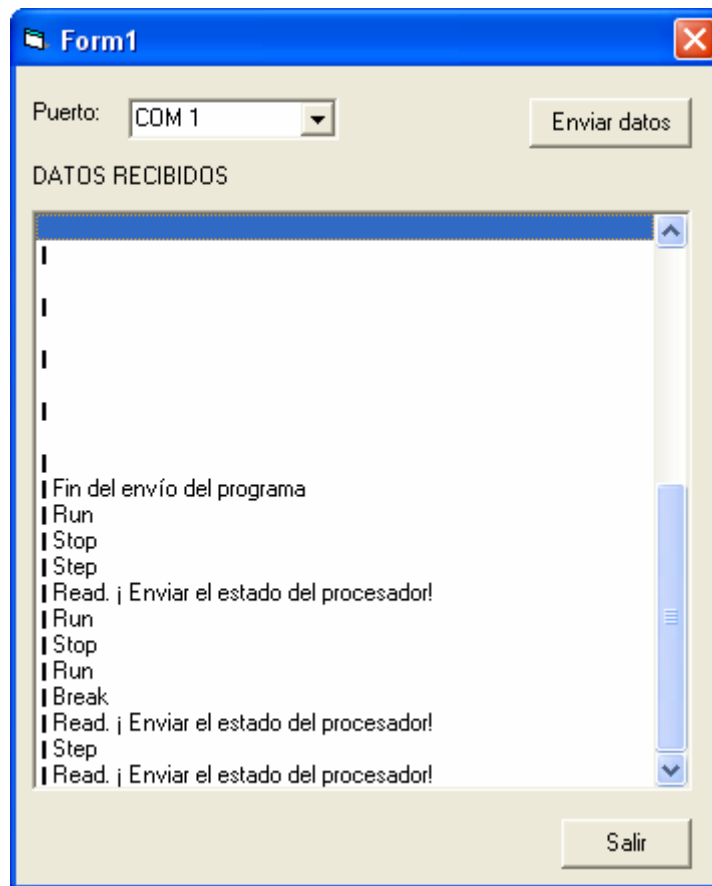 Form1
Puerto:
COM 1
Enviar datos
DATOS RECIBIDOS
Fin del envío del programa
Run
Stop
Step
Read. ¡ Enviar el estado del procesador!
Run
Stop
Run
Break
Read. ¡ Enviar el estado del procesador!
Step
Read. ¡ Enviar el estado del procesador!
Salir